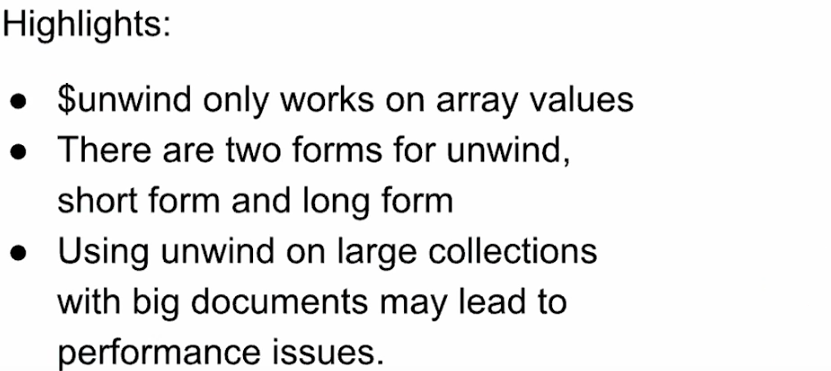 Highlights:
● $unwind only works on array values
● There are two forms for unwind,
short form and long form
● Using unwind on large collections
with big documents may lead to
performance issues.